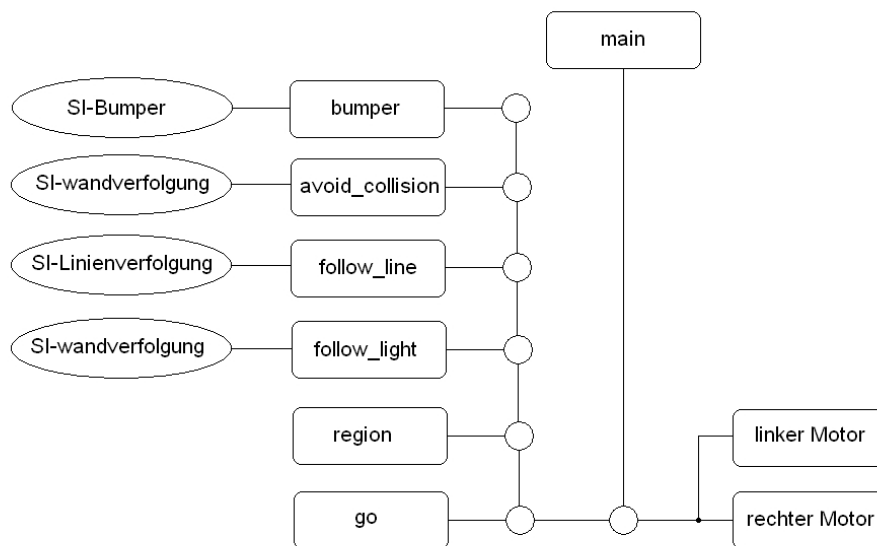 main
SI-Bumper
bumper
SI-wandverfolgung
avoid_collision
SI-Linienverfolgung
follow_line
SI-wandverfolgung
follow_light
region
linker Motor
go
rechter Motor